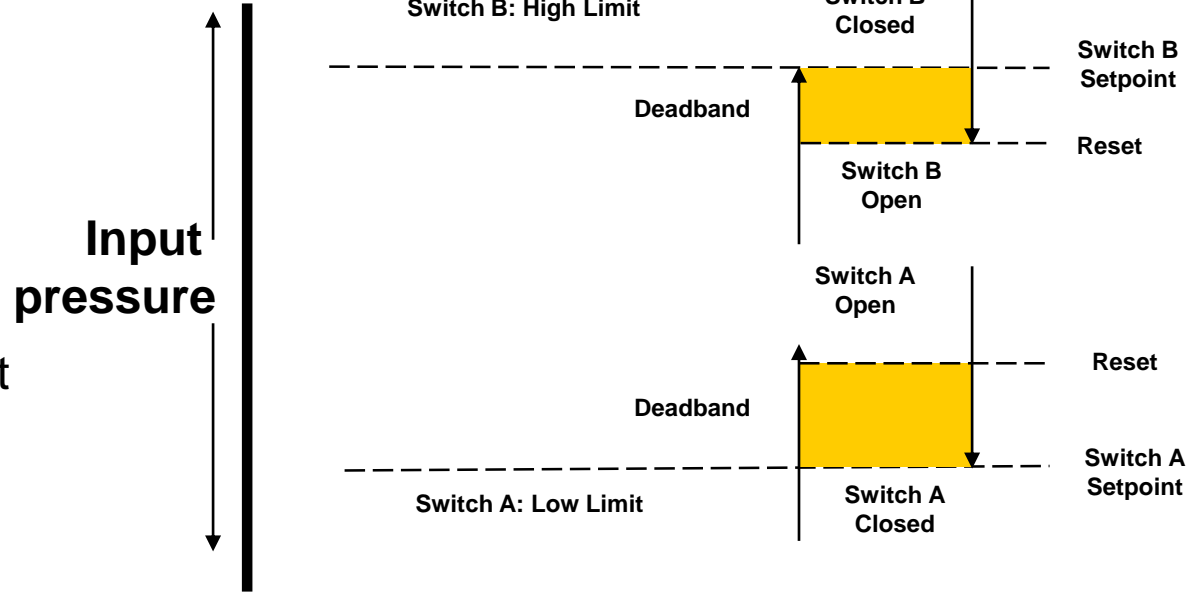 Switch B: High Limit
Switch B
Closed
Switch B
Setpoint
Deadband
Reset
Switch B
Open
Input
pressure
Switch A
Open
t
Reset
Deadband
Switch A
Setpoint
Switch A: Low Limit
Switch A
Closed